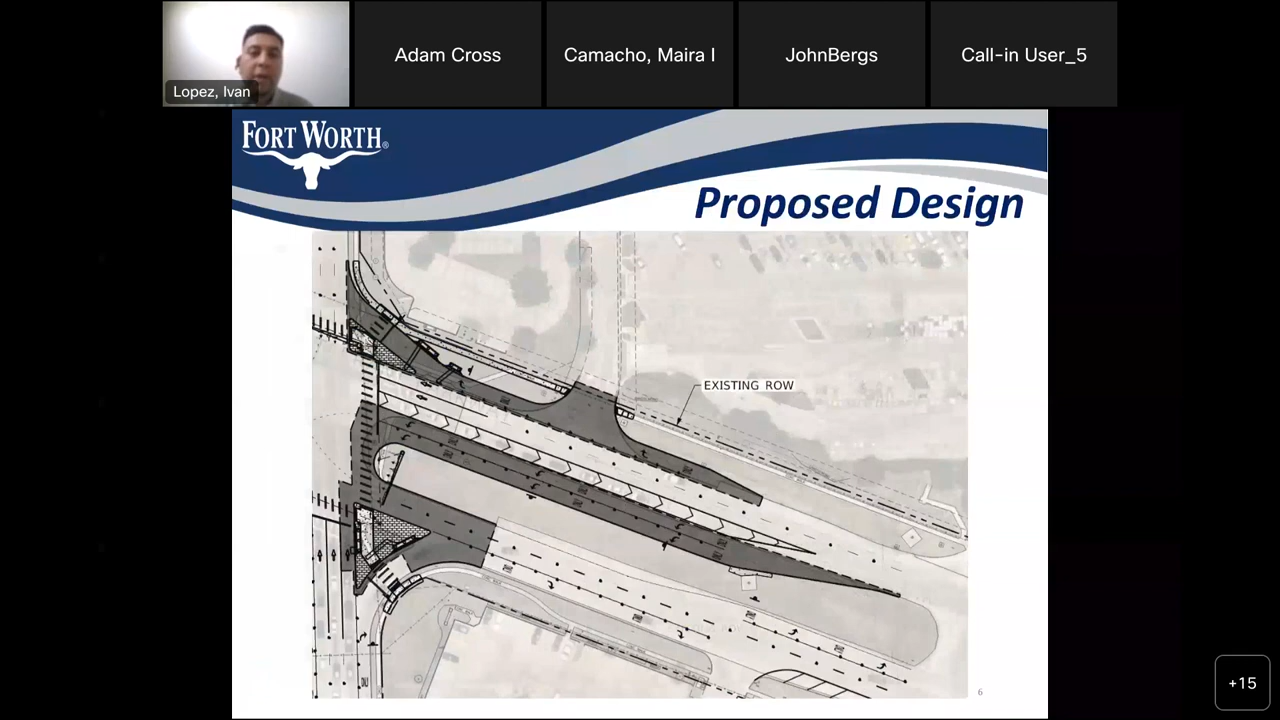 Lopez, Ivan
Adam Cross
Camacho, Maira I
JohnBergs
Call-in User_5
FORT WORTH®
Proposed Design
EXISTING ROW
6
+15